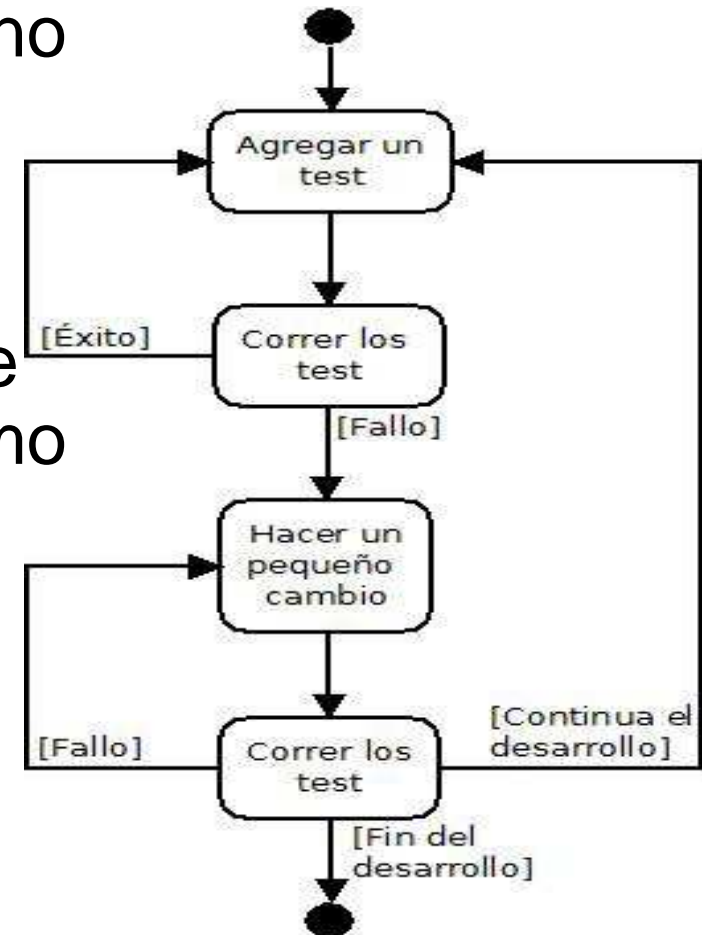 no
Agregar un
test
[Éxito]
Correr los
test
e
[Fallo]
no
Hacer un
pequeño
cambio
[Continua el
desarrollo]
[Fallo]
Correr los
test
[Fin del
desarrollo]